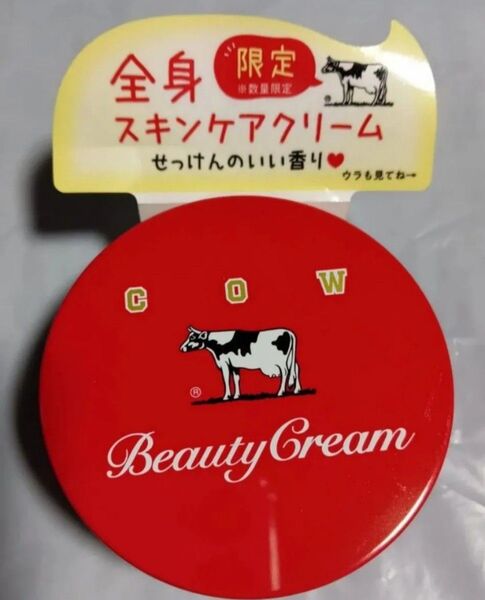 全身
限定
※数量限定
®
スキンケアクリーム
せっけんのいい香り♥
ウラも見てね→
COW
®
Beauty Cream